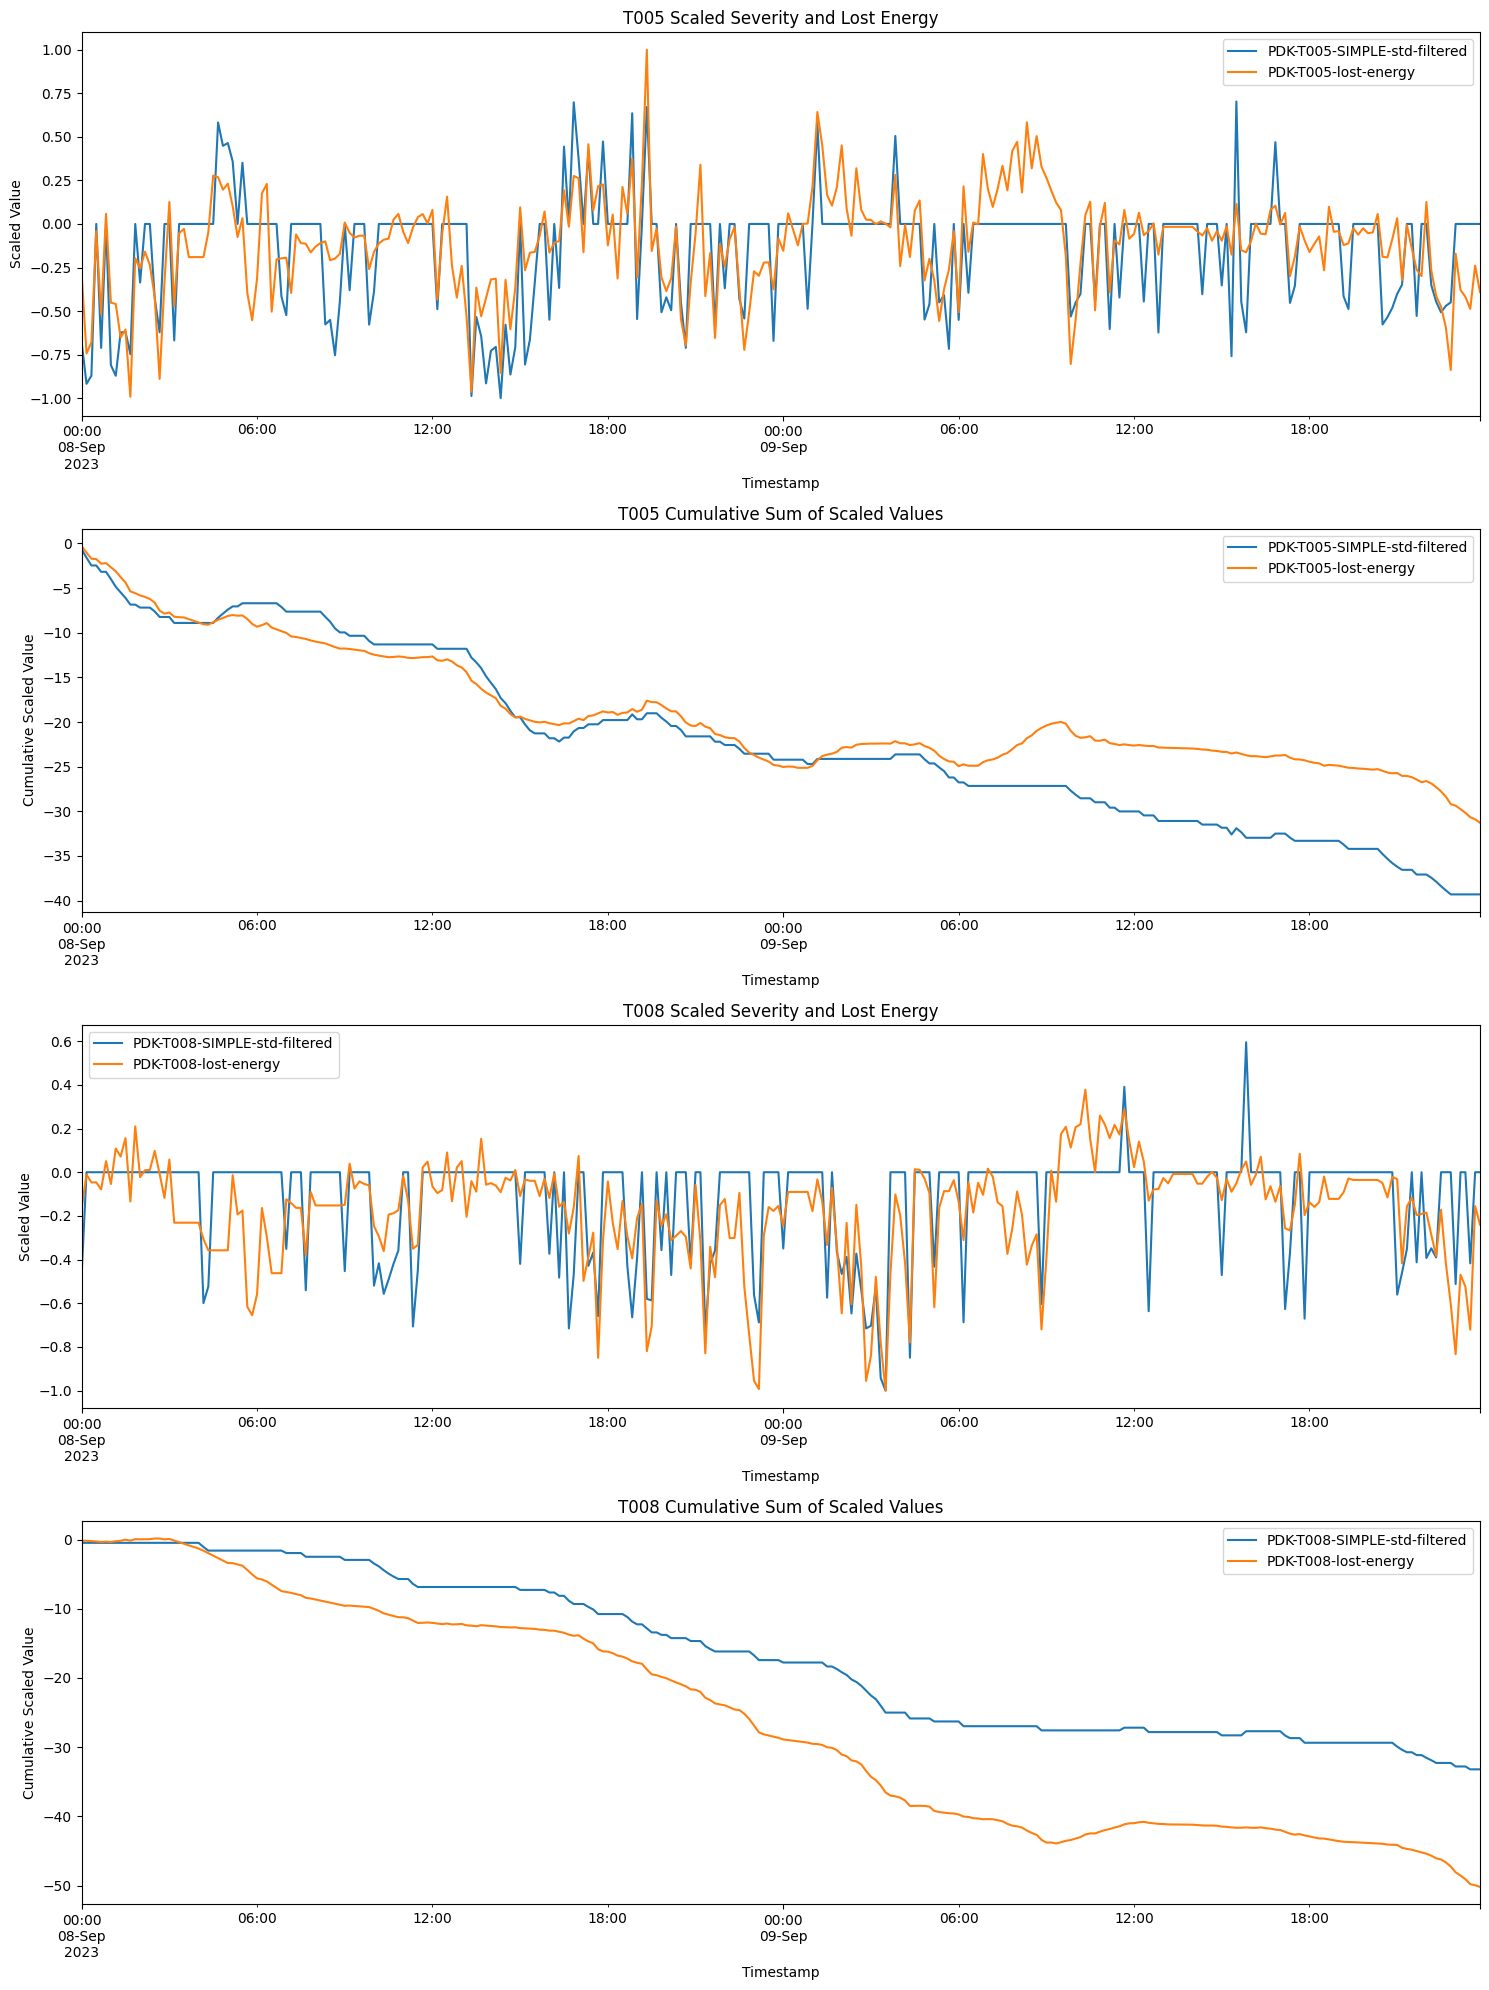 T005 Scaled Severity and Lost Energy
PDK-T005-SIMPLE-std-filtered
PDK-T005-lost-energy
Scaled Value
1.00
0.75
0.50
0.25
0.00
−0.25
−0.50
−0.75
−1.00
00:00 06:00 12:00 18:00 00:00 06:00 12:00 18:00
08-Sep 09-Sep
2023
Timestamp
T005 Cumulative Sum of Scaled Values
PDK-T005-SIMPLE-std-filtered
PDK-T005-lost-energy
Cumulative Scaled Value
0
−5
−10
−15
−20
−25
−30
−35
−40
00:00 06:00 12:00 18:00 00:00 06:00 12:00 18:00
08-Sep 09-Sep
2023
Timestamp
T008 Scaled Severity and Lost Energy
PDK-T008-SIMPLE-std-filtered
PDK-T008-lost-energy
Scaled Value
0.6
0.4
0.2
0.0
−0.2
−0.4
−0.6
−0.8
−1.0
00:00 06:00 12:00 18:00 00:00 06:00 12:00 18:00
08-Sep 09-Sep
2023
Timestamp
T008 Cumulative Sum of Scaled Values
PDK-T008-SIMPLE-std-filtered
PDK-T008-lost-energy
Cumulative Scaled Value
0
−10
−20
−30
−40
−50
00:00 06:00 12:00 18:00 00:00 06:00 12:00 18:00
08-Sep 09-Sep
2023
Timestamp